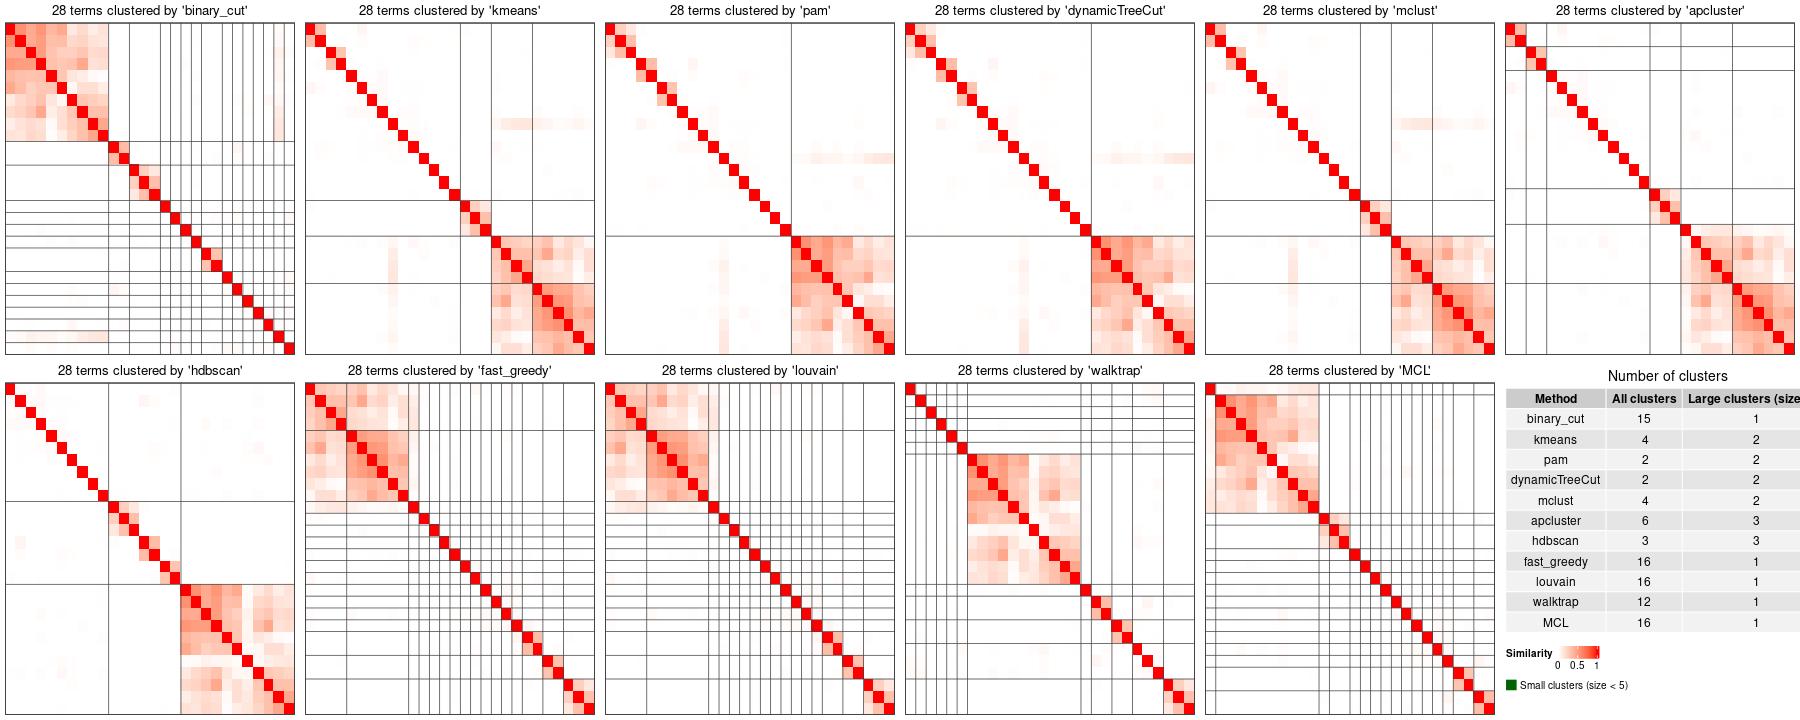 28 terms clustered by 'binary_cut'
28 terms clustered by 'kmeans'
28 terms clustered by 'pam'
28 terms clustered by 'dynamicTreeCut'
28 terms clustered by 'mclust'
28 terms clustered by 'apcluster'
28 terms clustered by 'hdbscan'
28 terms clustered by 'fast_greedy'
28 terms clustered by 'louvain'
28 terms clustered by 'walktrap'
28 terms clustered by 'MCL'
Number of clusters
Method All clusters Large clusters (size
binary_cut 15 1
kmeans 4 2
pam 2 2
dynamicTreeCut 2 2
mclust 4 2
apcluster 6 3
hdbscan 3 3
fast_greedy 16 1
louvain 16 1
walktrap 12 1
MCL 16 1
Similarity
0 0.5 1
Small clusters (size < 5)